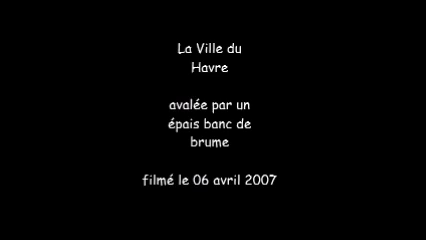 La Ville du
Havre
avalée par un
épais banc de
brume
filmé le 06 avril 2007